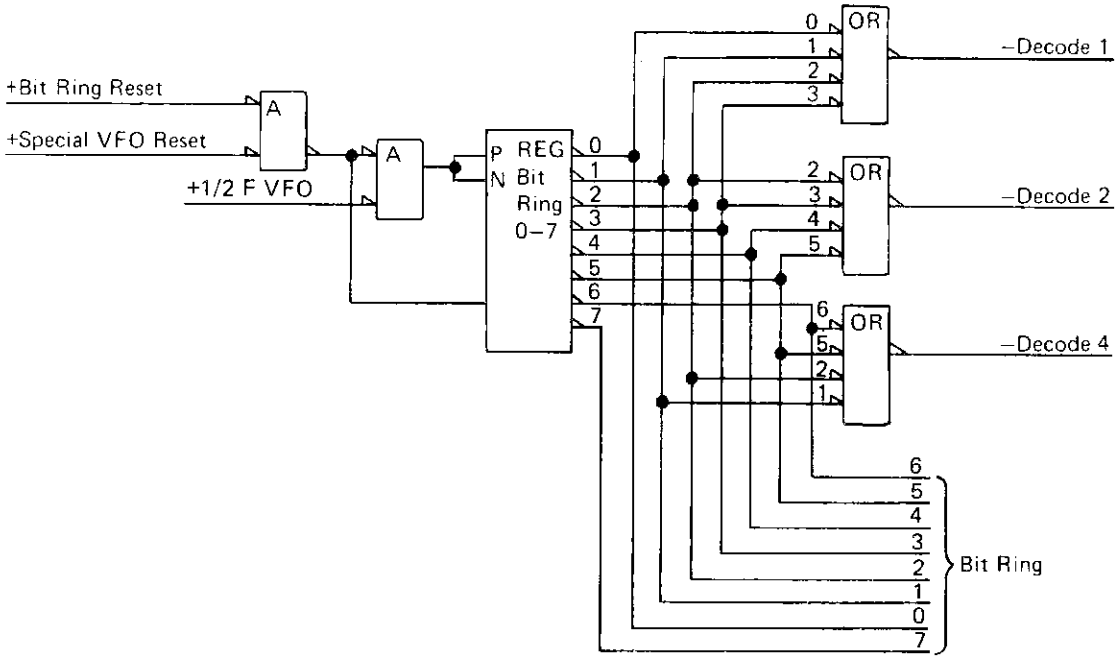 +Bit Ring Reset
+Special VFO Reset
A
+1/2 F VFO
A
P REG 0
N Bit 1
Ring 2
0–7 3
4
5
6
7
0 OR
1
2
3
–Decode 1
2 OR
3
4
5
–Decode 2
6 OR
5
2
1
–Decode 4
6
5
4
3
2
1
0
7
Bit Ring